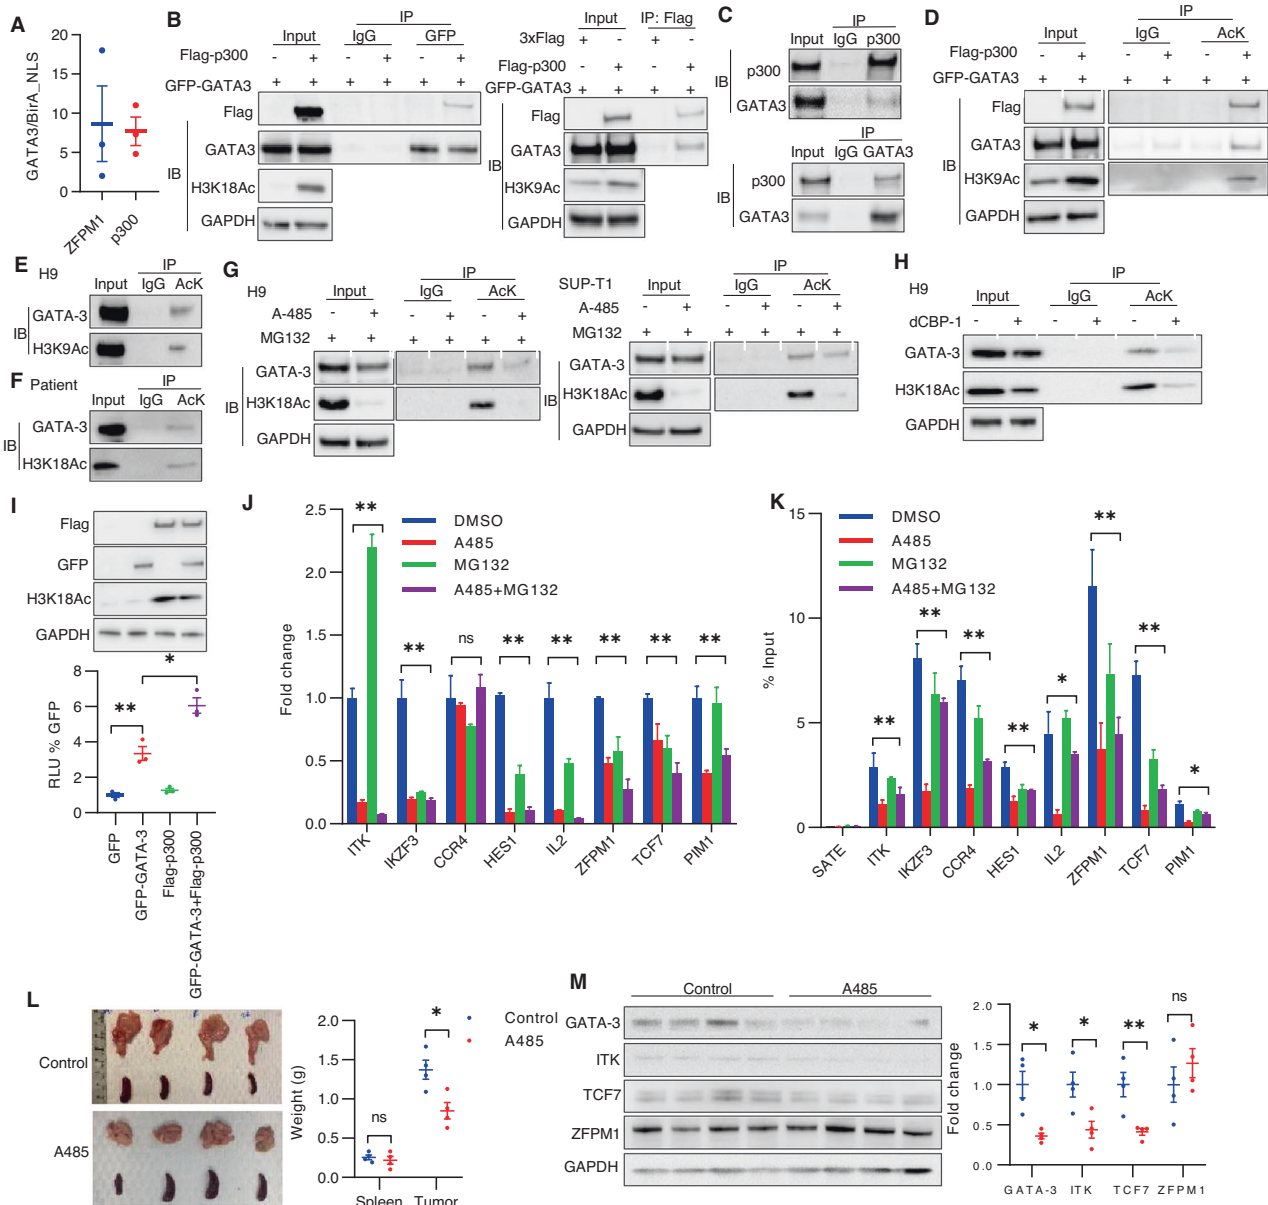 A
GATA3/BirA_NLS
20
15
10
5
0
ZFPM1
p300
B
IP
Input
IgG
GFP
Flag-p300
- + - + - +
GFP-GATA3
+ + + + + +
IB
Flag
GATA3
H3K18Ac
GAPDH
Input
IP: Flag
3xFlag
+ - + -
Flag-p300
- + - +
GFP-GATA3
+ + + +
IB
Flag
GATA3
H3K9Ac
GAPDH
C
IP
Input IgG p300
IB
p300
GATA3
IP
Input IgG GATA3
IB
p300
GATA3
D
IP
Input
IgG
AcK
Flag-p300
- + - + - +
GFP-GATA3
+ + + + + +
IB
Flag
GATA3
H3K9Ac
GAPDH
E
H9
IP
Input IgG AcK
IB
GATA-3
H3K9Ac
F
Patient
IP
Input IgG AcK
IB
GATA-3
H3K18Ac
G
H9
IP
Input
IgG
AcK
A-485
- + - + - +
MG132
+ + + + + +
IB
GATA-3
H3K18Ac
GAPDH
SUP-T1
IP
Input
IgG
AcK
A-485
- + - + - +
MG132
+ + + + + +
IB
GATA-3
H3K18Ac
GAPDH
H
H9
IP
Input
IgG
AcK
dCBP-1
- + - + - +
GATA-3
H3K18Ac
GAPDH
I
Flag
GFP
H3K18Ac
GAPDH
RLU % GFP
8
6
4
2
0
*
**
GFP
GFP-GATA-3
Flag-p300
GFP-GATA-3+Flag-p300
J
Fold change
2.5
2.0
1.5
1.0
0.5
0.0
DMSO
A485
MG132
A485+MG132
** ** ns ** ** ** ** **
ITK
IKZF3
CCR4
HES1
IL2
ZFPM1
TCF7
PIM1
K
% Input
15
10
5
0
DMSO
A485
MG132
A485+MG132
** ** ** ** * ** ** *
SATE
ITK
IKZF3
CCR4
HES1
IL2
ZFPM1
TCF7
PIM1
L
Control
A485
Weight (g)
2.0
1.5
1.0
0.5
0.0
ns
*
Spleen Tumor
Control
A485
M
Control
A485
GATA-3
ITK
TCF7
ZFPM1
GAPDH
Fold change
2.0
1.5
1.0
0.5
0.0
* * ** ns
GATA-3 ITK TCF7 ZFPM1